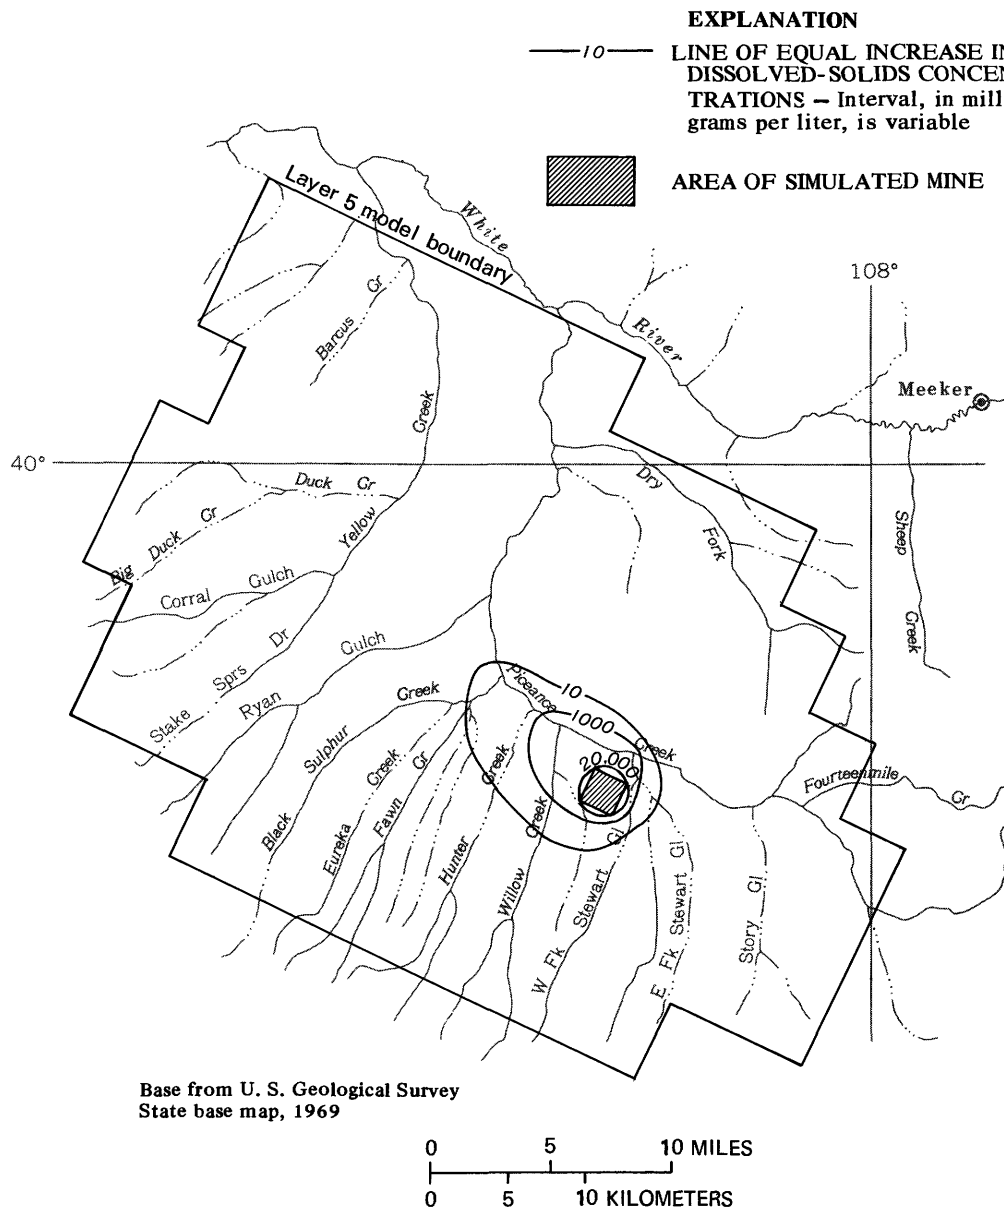 EXPLANATION
10
LINE OF EQUAL INCREASE IN
DISSOLVED-SOLIDS CONCEN
TRATIONS — Interval, in mill
grams per liter, is variable
AREA OF SIMULATED MINE
Layer 5 model boundary
White
River
108°
Meeker
40°
Barcus Gr
Creek
Yellow
Duck Gr
Big Duck Gr
Corral Gulch
Stake Sprs Dr
Ryan Gulch
Dry
Fork
Sheep
Creek
Black Sulphur Creek
Piceance
Creek
10
1000
20,000
Eureka Creek
Fawn Gr
Hunter Creek
Willow Creek
W Fk Stewart Gl
E Fk Stewart Gl
Story Gl
Fourteenmile
Gr
Base from U. S. Geological Survey
State base map, 1969
0 5 10 MILES
0 5 10 KILOMETERS